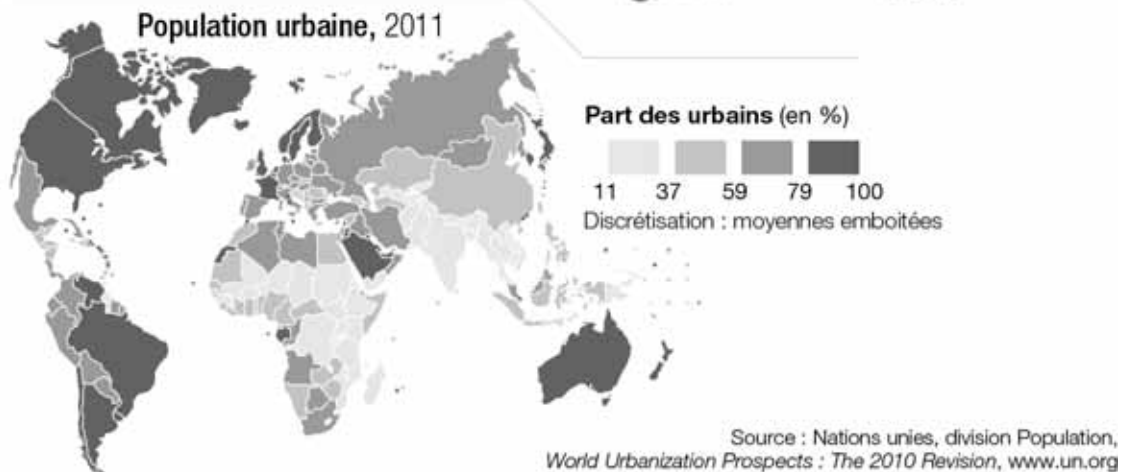 Population urbaine, 2011
Part des urbains (en %)
11 37 59 79 100
Discrétisation : moyennes emboitées
Source : Nations unies, division Population,
World Urbanization Prospects : The 2010 Revision, www.un.org